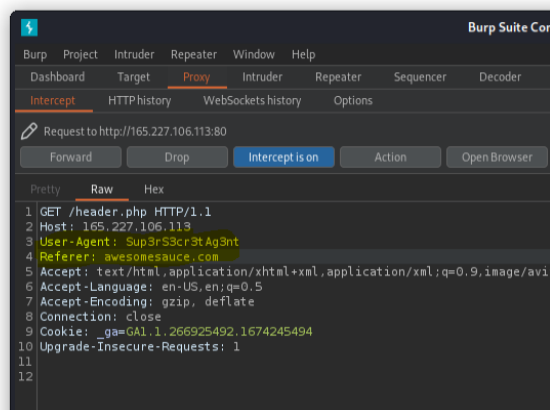 Burp Suite Con
Burp Project Intruder Repeater Window Help
Dashboard Target Proxy Intruder Repeater Sequencer Decoder
Intercept HTTP history WebSockets history Options
Request to http://165.227.106.113:80
Forward Drop Intercept is on Action Open Browser
Pretty Raw Hex
1 GET /header.php HTTP/1.1
2 Host: 165.227.106.113
3 User-Agent: Sup3rS3cr3tAg3nt
4 Referer: awesomesauce.com
5 Accept: text/html,application/xhtml+xml,application/xml;q=0.9,image/avi
6 Accept-Language: en-US,en;q=0.5
7 Accept-Encoding: gzip, deflate
8 Connection: close
9 Cookie: _ga=GA1.1.266925492.1674245494
10 Upgrade-Insecure-Requests: 1
11
12